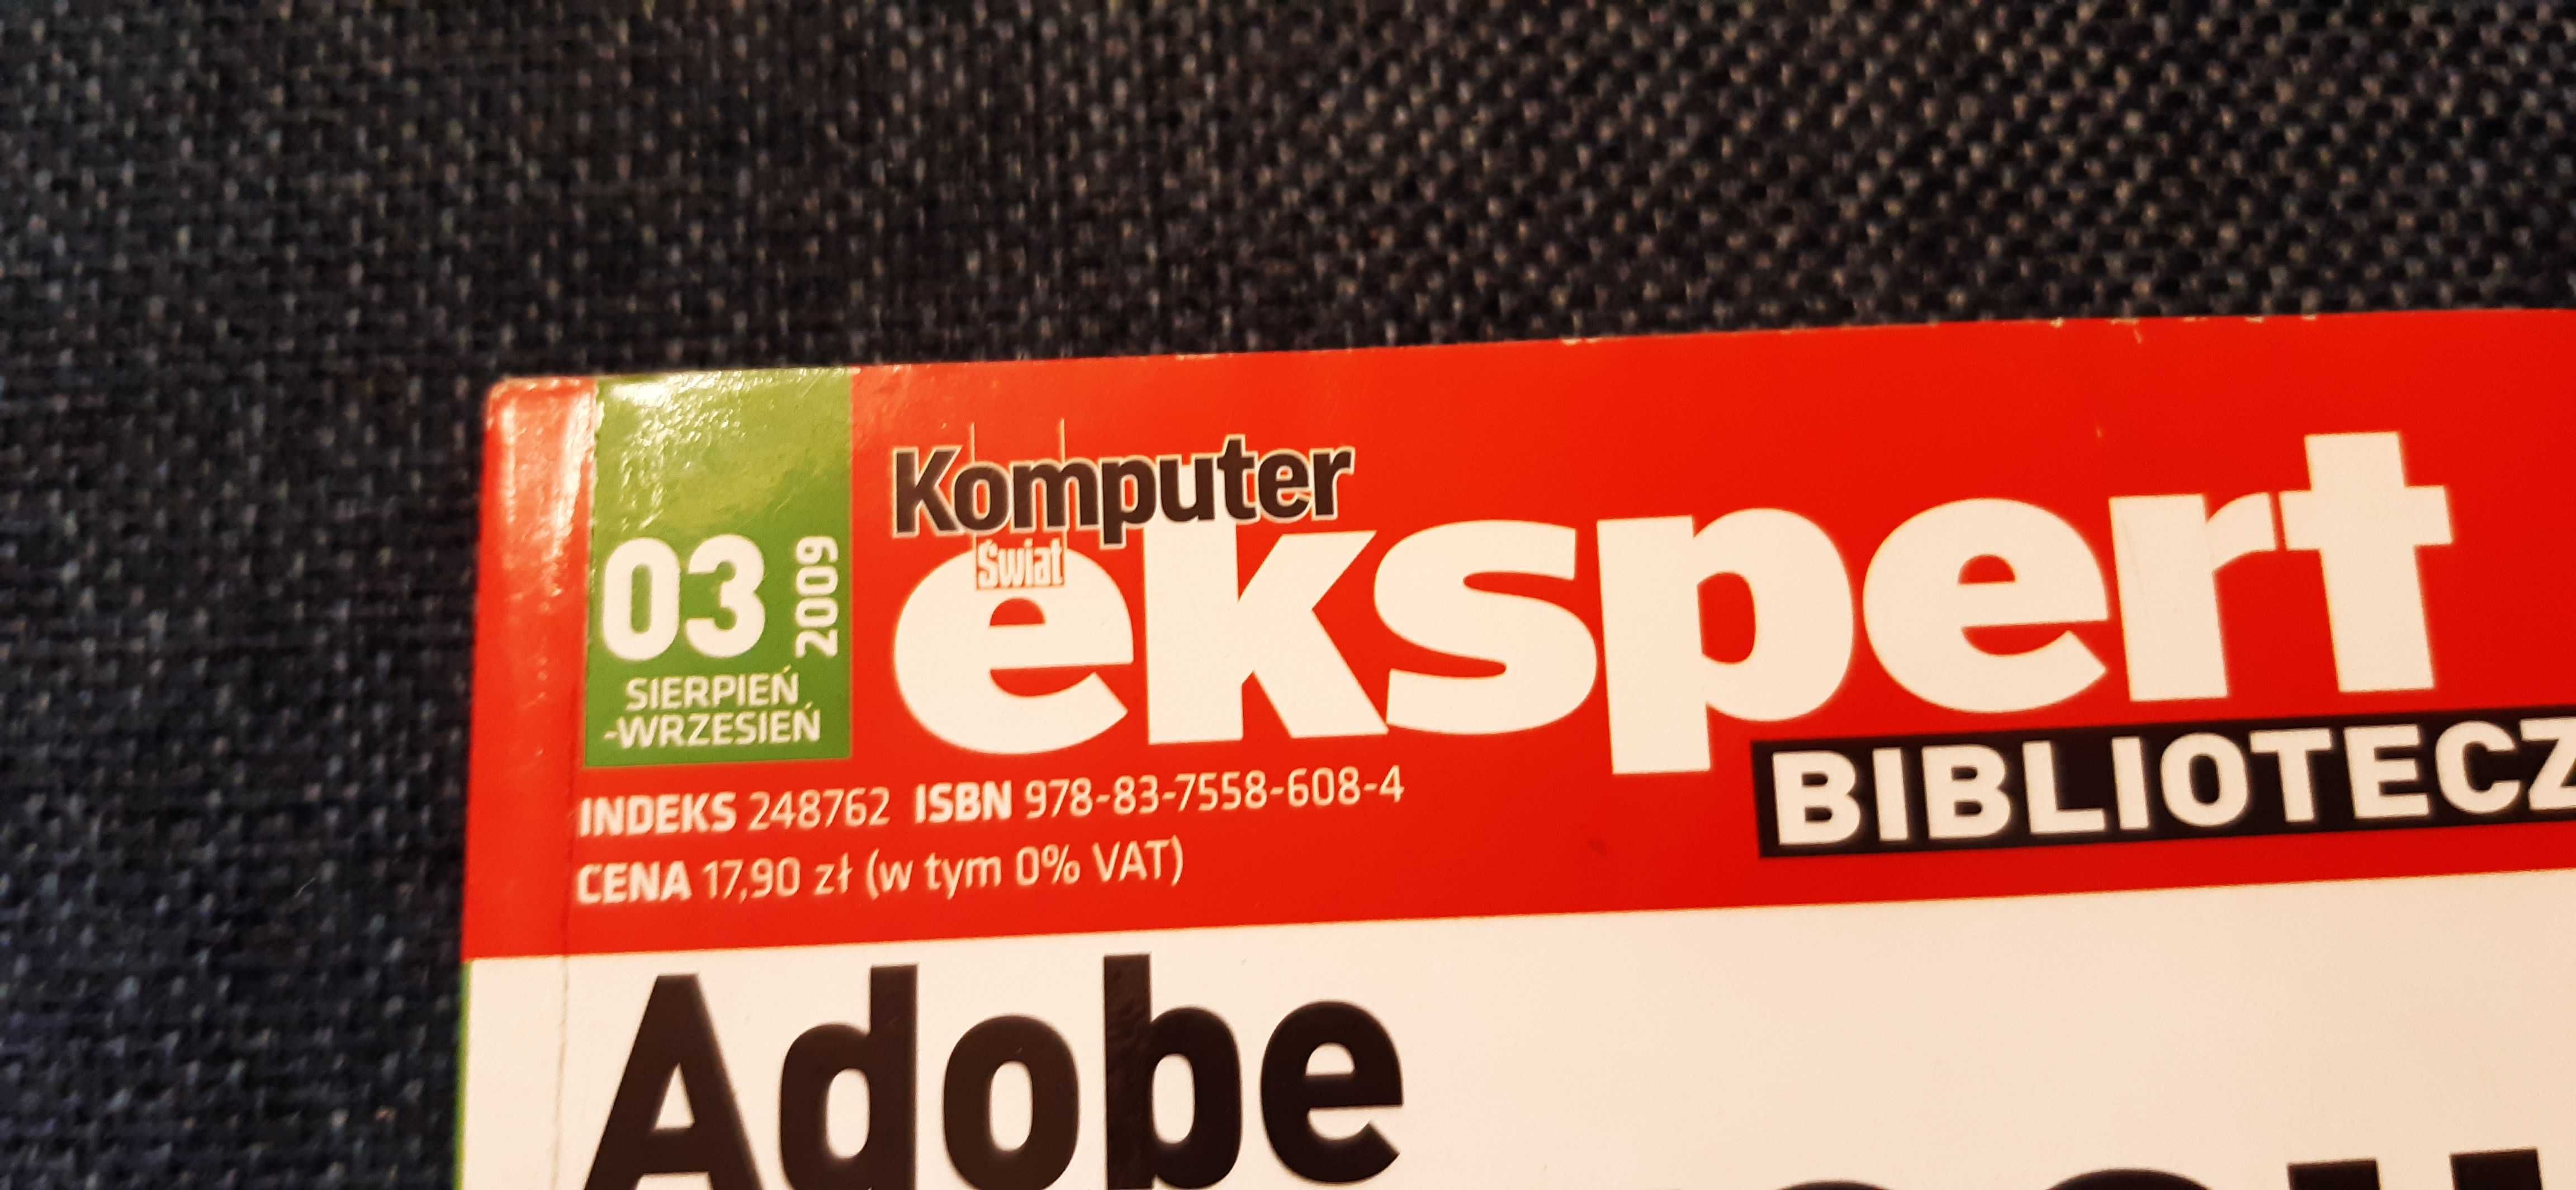 03
2009
SIERPIEŃ
-WRZESIEŃ
Komputer
Świat
ekspert
BIBLIOTECZ
INDEKS 248762 ISBN 978-83-7558-608-4
CENA 17,90 zł (w tym 0% VAT)
Adobe